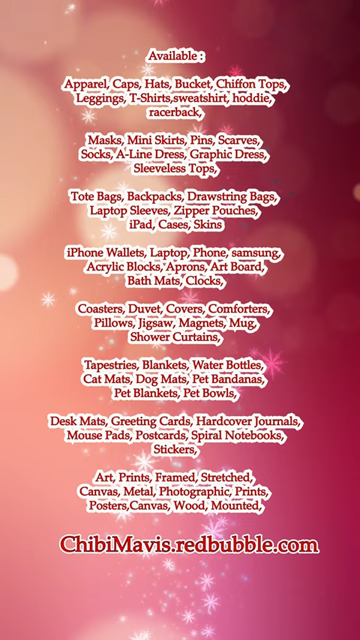 Available :
Apparel, Caps, Hats, Bucket, Chiffon Tops,
Leggings, T-Shirts,sweatshirt, hoddie,
racerback,
Masks, Mini Skirts, Pins, Scarves,
Socks, A-Line Dress, Graphic Dress,
Sleeveless Tops,
Tote Bags, Backpacks, Drawstring Bags,
Laptop Sleeves, Zipper Pouches,
iPad, Cases, Skins
iPhone Wallets, Laptop, Phone, samsung,
Acrylic Blocks, Aprons, Art Board,
Bath Mats, Clocks,
Coasters, Duvet, Covers, Comforters,
Pillows, Jigsaw, Magnets, Mug,
Shower Curtains,
Tapestries, Blankets, Water Bottles,
Cat Mats, Dog Mats, Pet Bandanas,
Pet Blankets, Pet Bowls,
Desk Mats, Greeting Cards, Hardcover Journals,
Mouse Pads, Postcards, Spiral Notebooks,
Stickers,
Art, Prints, Framed, Stretched,
Canvas, Metal, Photographic, Prints,
Posters,Canvas, Wood, Mounted,
ChibiMavis.redbubble.com